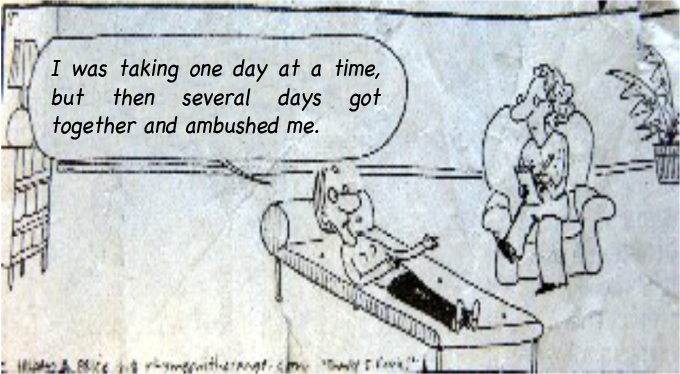 I was taking one day at a time,
but then several days got
together and ambushed me.